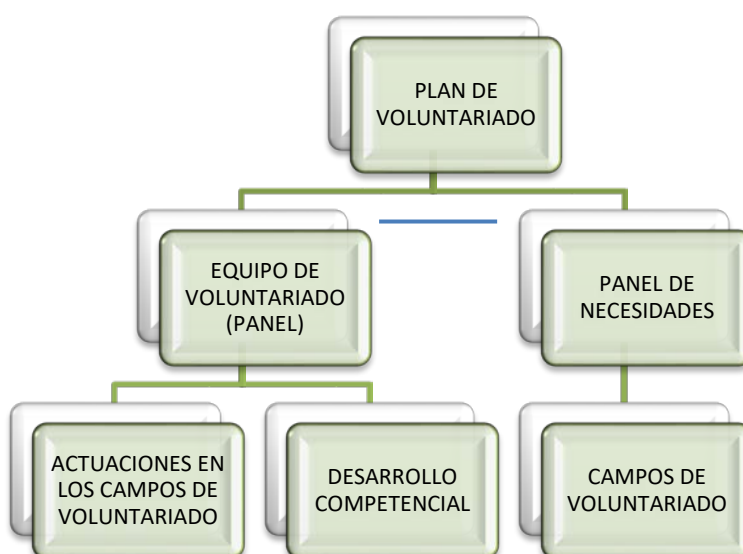 PLAN DE
VOLUNTARIADO
EQUIPO DE
VOLUNTARIADO
(PANEL)
PANEL DE
NECESIDADES
ACTUACIONES EN
LOS CAMPOS DE
VOLUNTARIADO
DESARROLLO
COMPETENCIAL
CAMPOS DE
VOLUNTARIADO